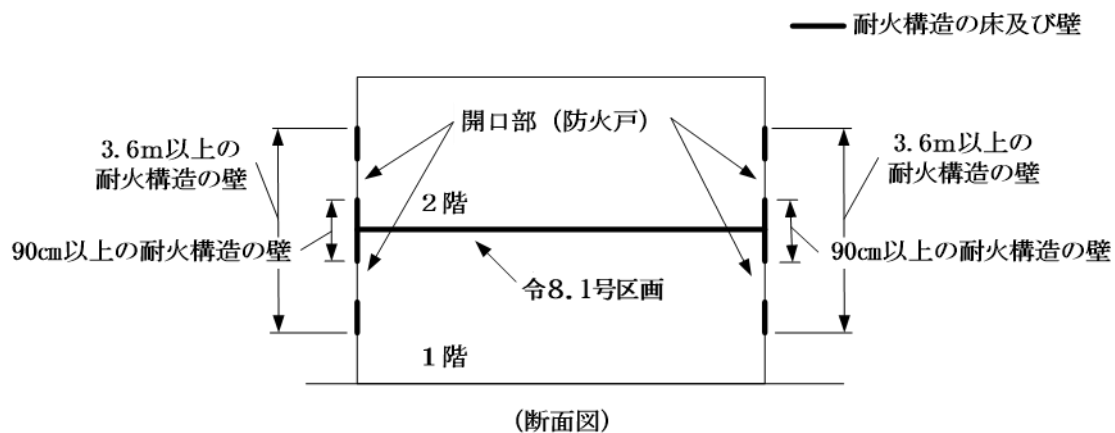 耐火構造の床及び壁
開口部（防火戸）
3.6m以上の
耐火構造の壁
3.6m以上の
耐火構造の壁
2階
90cm以上の耐火構造の壁
90cm以上の耐火構造の壁
令8.1号区画
1階
(断面図)